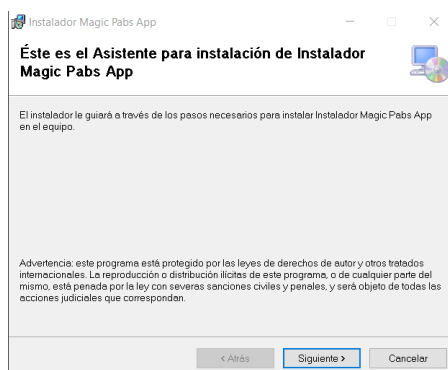 Instalador Magic Pabs App
Éste es el Asistente para instalación de Instalador
Magic Pabs App
El instalador le guiará a través de los pasos necesarios para instalar Instalador Magic Pabs App
en el equipo.
Advertencia: este programa está protegido por las leyes de derechos de autor y otros tratados
internacionales. La reproducción o distribución ilícitas de este programa, o de cualquier parte del
mismo, está penada por la ley con severas sanciones civiles y penales, y será objeto de todas las
acciones judiciales que correspondan.
< Atrás
Siguiente >
Cancelar